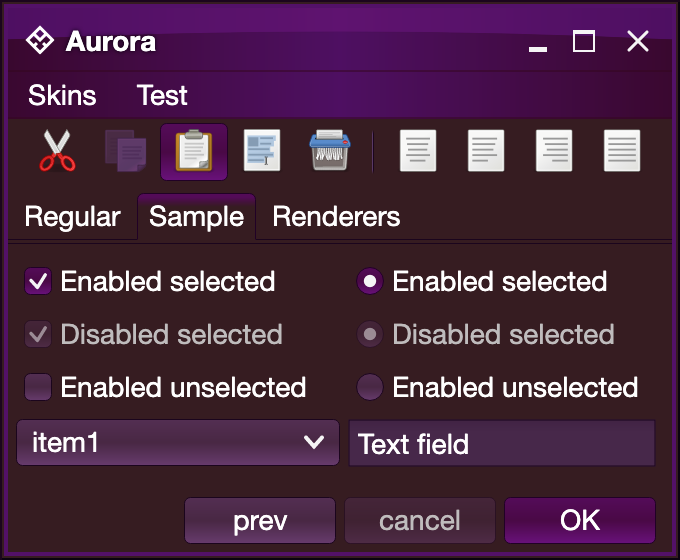 Aurora
Skins Test
Regular Sample Renderers
Enabled selected Enabled selected
Disabled selected Disabled selected
Enabled unselected Enabled unselected
item1 Text field
prev cancel OK